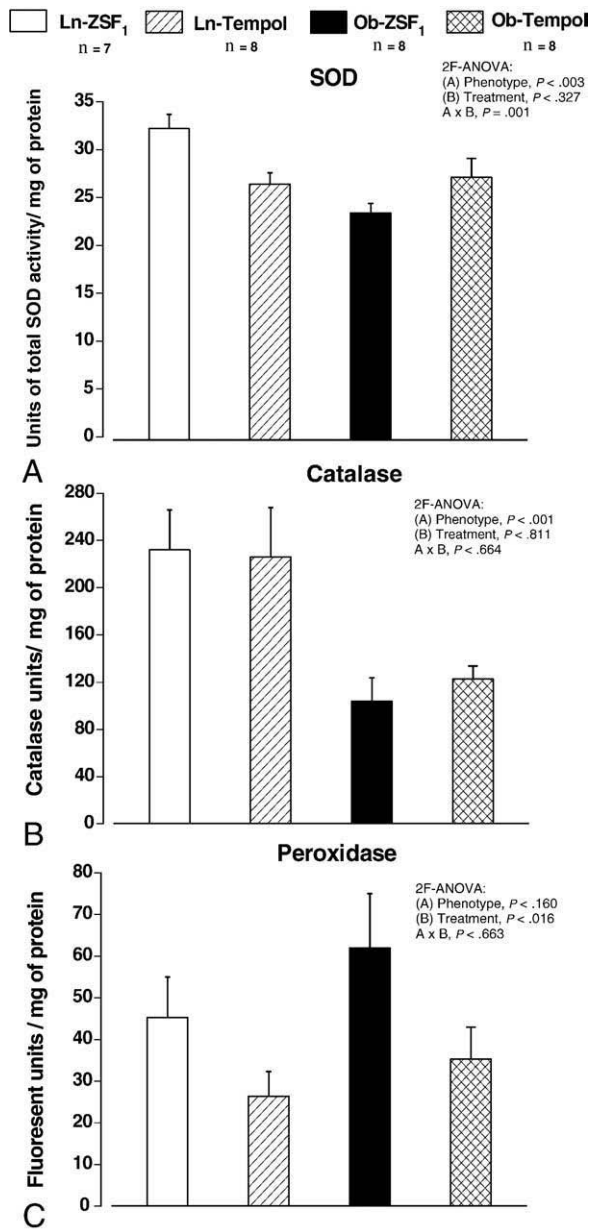 Ln-ZSF₁ Ln-Tempol Ob-ZSF₁ Ob-Tempol
n = 7 n = 8 n = 8 n = 8
SOD
2F-ANOVA:
(A) Phenotype, P < .003
(B) Treatment, P < .327
A x B, P = .001
Units of total SOD activity/ mg of protein
35
30
25
20
15
10
5
0
A
Catalase
2F-ANOVA:
(A) Phenotype, P < .001
(B) Treatment, P < .811
A x B, P < .664
Catalase units/ mg of protein
280
240
200
160
120
80
40
0
B
Peroxidase
2F-ANOVA:
(A) Phenotype, P < .160
(B) Treatment, P < .016
A x B, P < .663
Fluoresent units / mg of protein
80
70
60
50
40
30
20
10
0
C